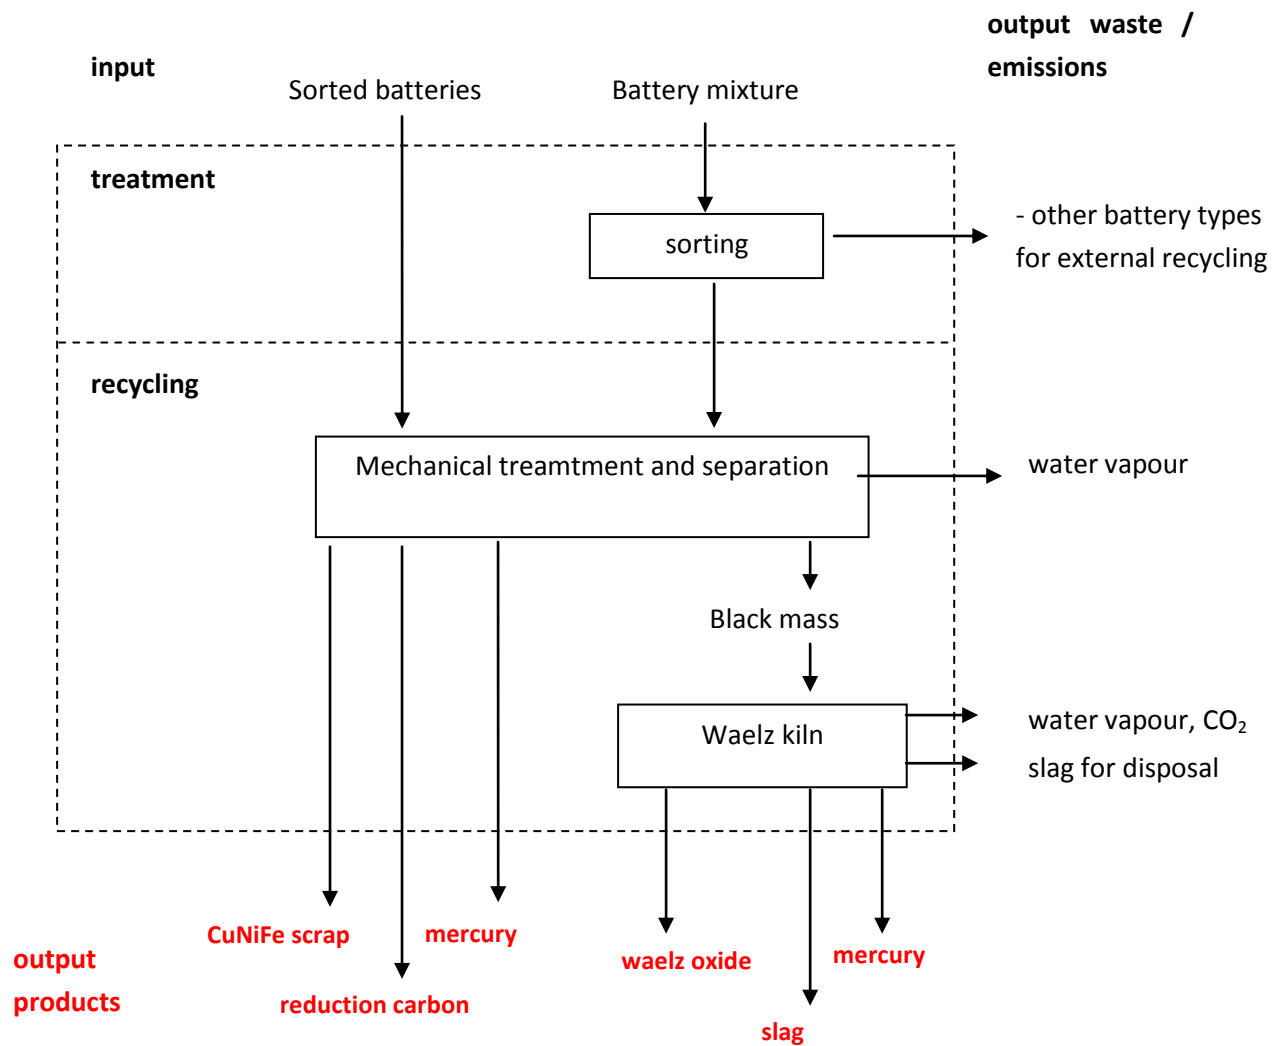 output waste /
emissions
input
Sorted batteries
Battery mixture
treatment
sorting
- other battery types
for external recycling
recycling
Mechanical treamtment and separation
water vapour
Black mass
Waelz kiln
water vapour, CO₂
slag for disposal
CuNiFe scrap
mercury
waelz oxide
mercury
output
products
reduction carbon
slag